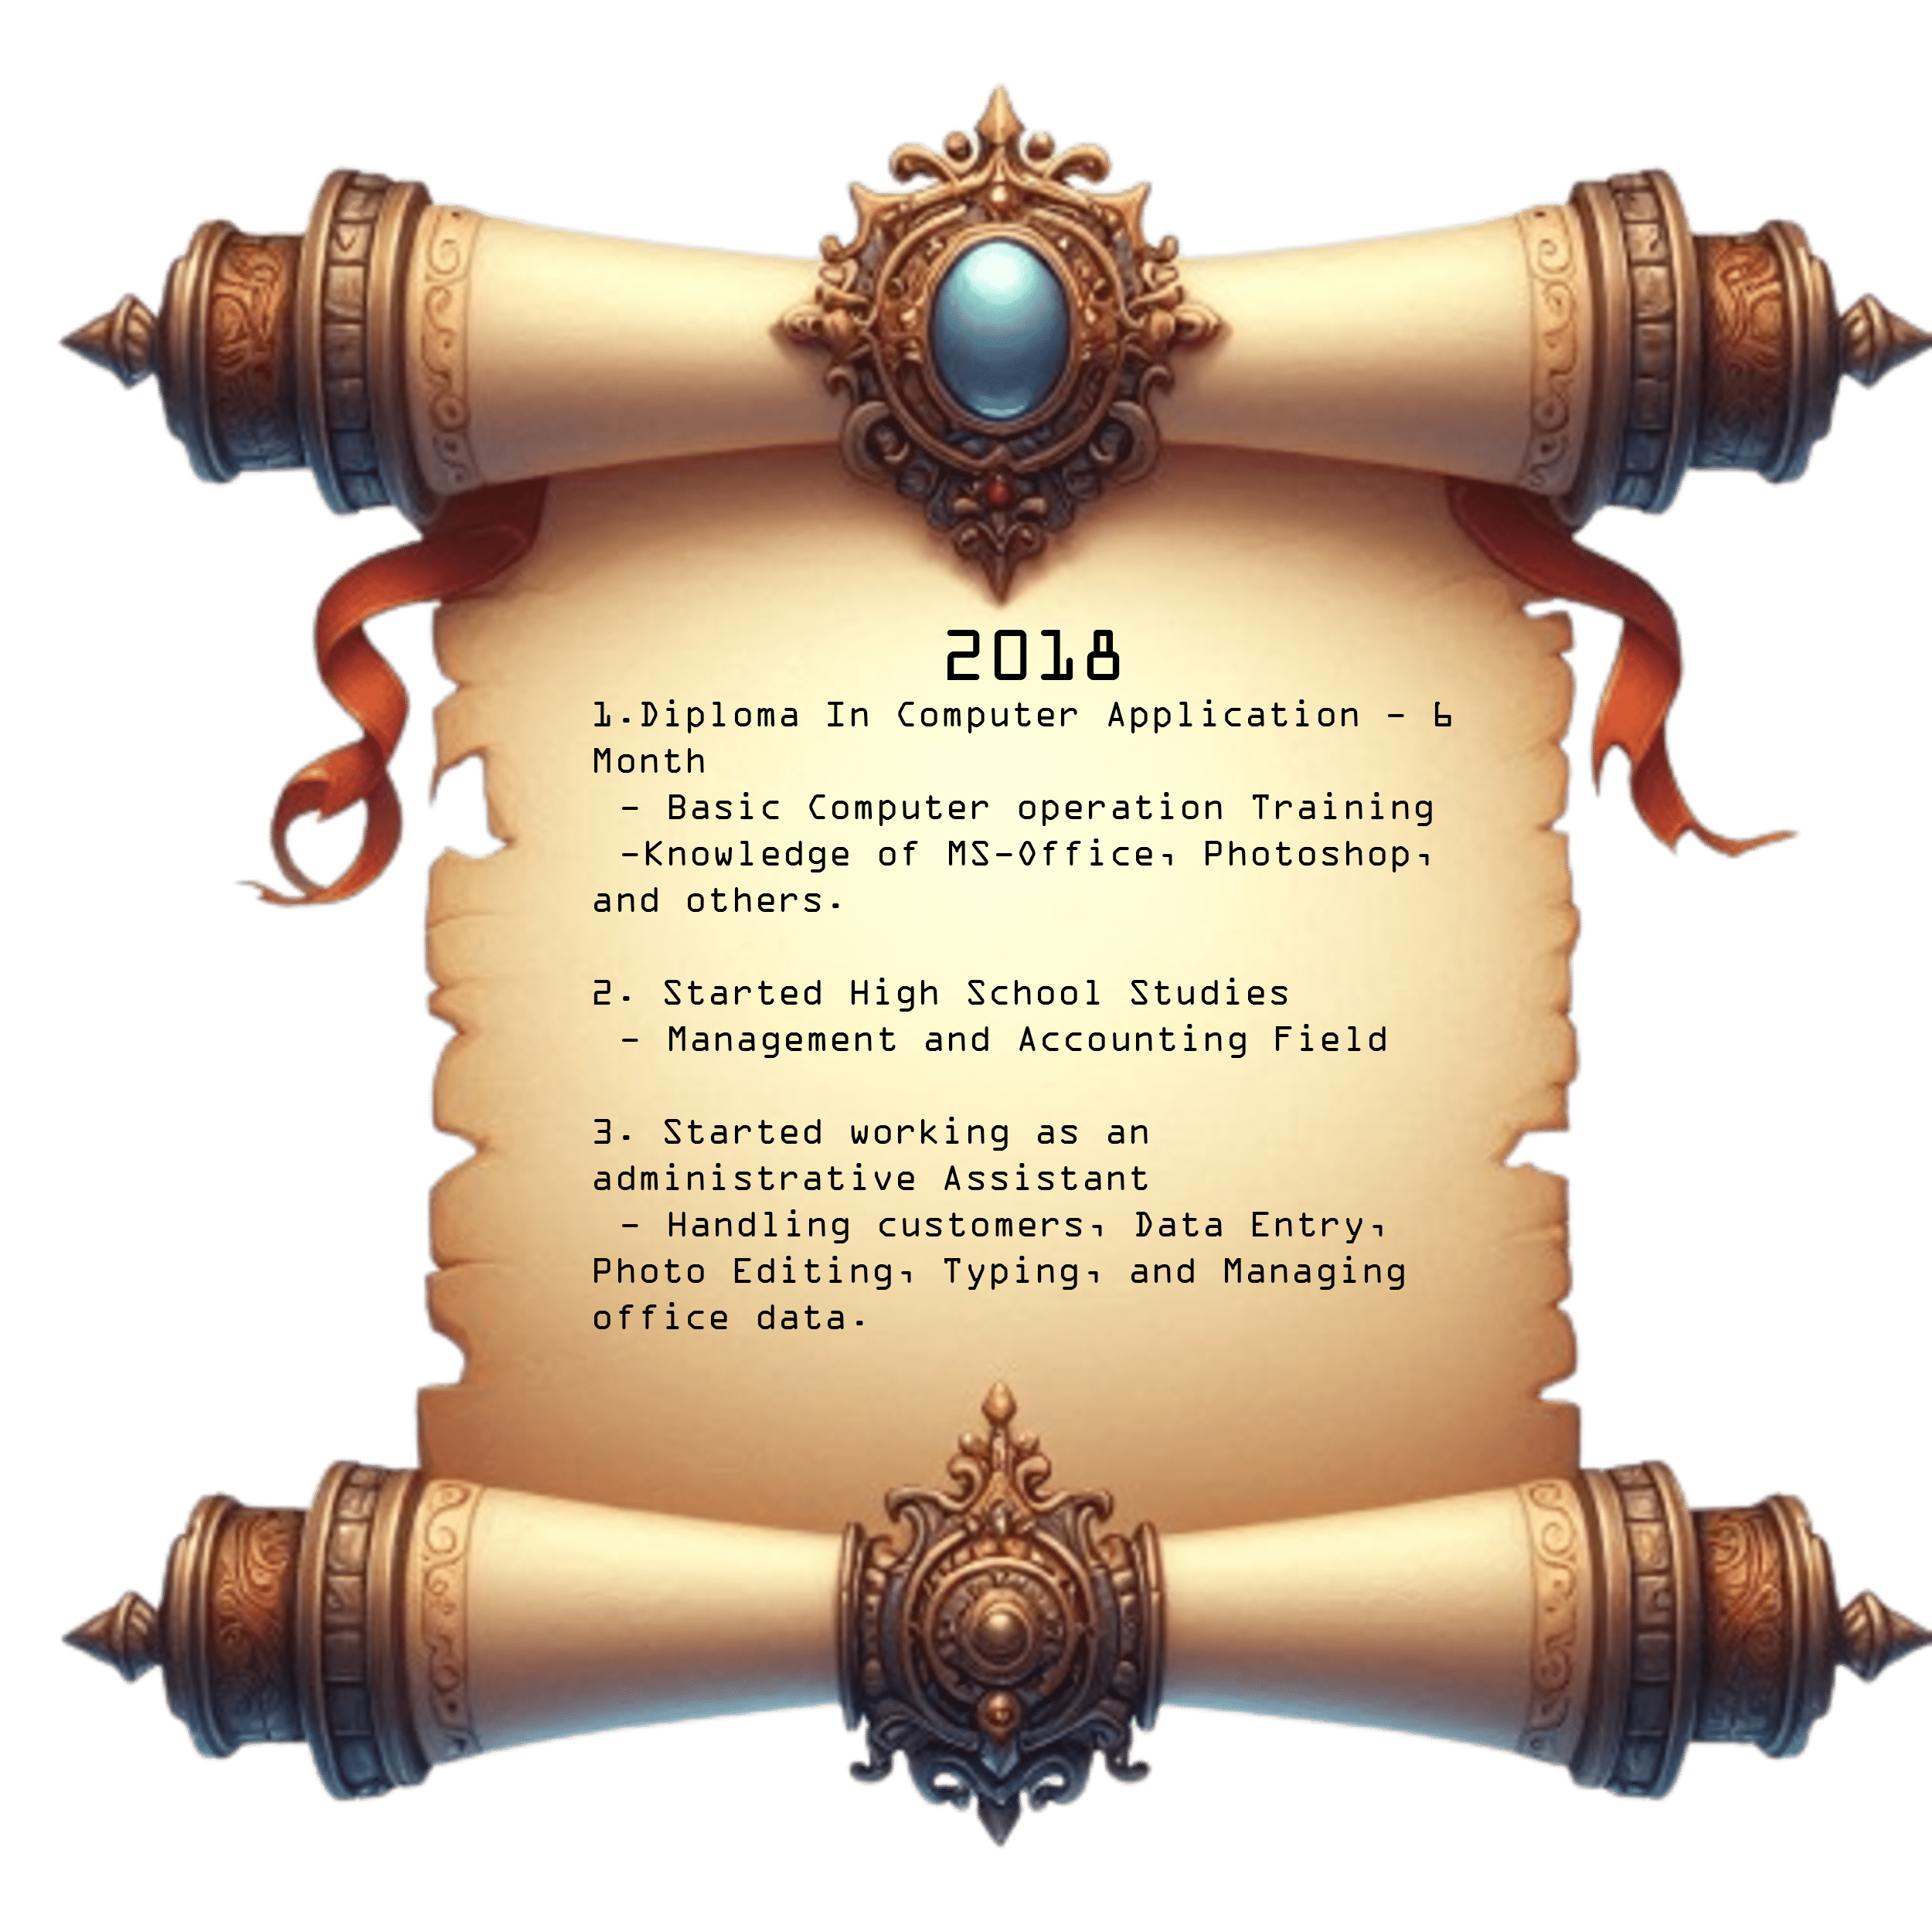 2018
1.Diploma In Computer Application - 6
Month
- Basic Computer operation Training
-Knowledge of MS-Office, Photoshop,
and others.
2. Started High School Studies
- Management and Accounting Field
3. Started working as an
administrative Assistant
- Handling customers, Data Entry,
Photo Editing, Typing, and Managing
office data.